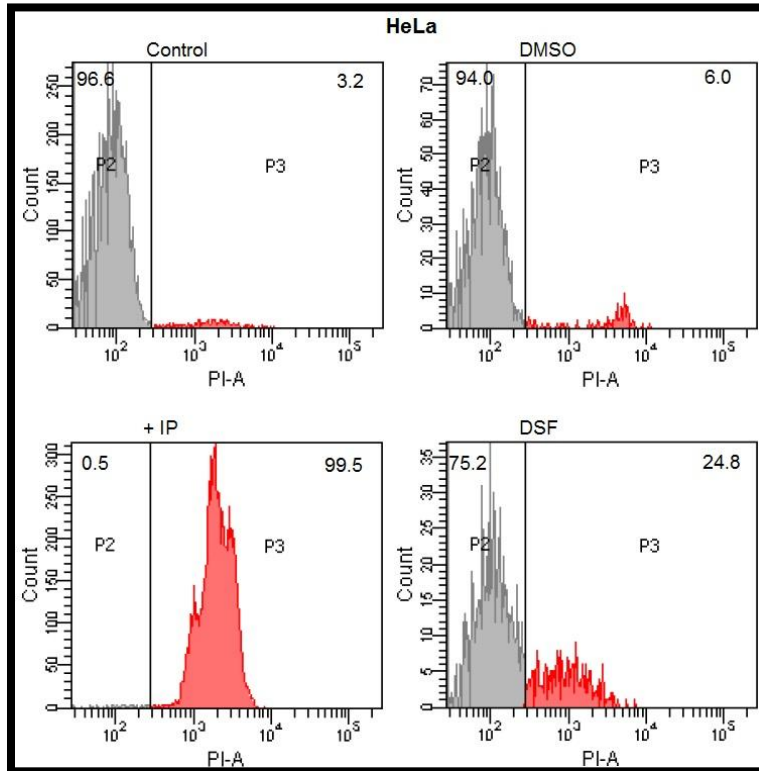 HeLa
Control
96.6 3.2
P2 P3
Count
0 50 100 150 200 250
10² 10³ 10⁴ 10⁵
PI-A
DMSO
94.0 6.0
P2 P3
Count
0 10 20 30 40 50 60 70
10² 10³ 10⁴ 10⁵
PI-A
+ IP
0.5 99.5
P2 P3
Count
0 50 100 150 200 250 300
10² 10³ 10⁴ 10⁵
PI-A
DSF
75.2 24.8
P2 P3
Count
0 5 10 15 20 25 30 35
10² 10³ 10⁴ 10⁵
PI-A